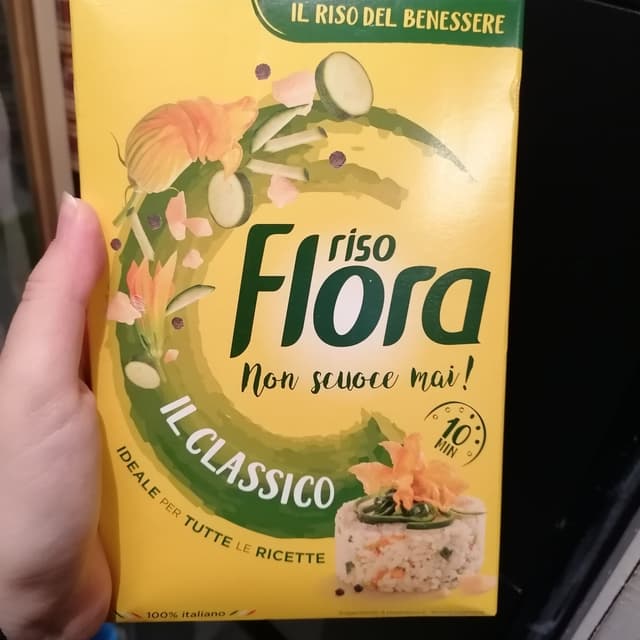 IL RISO DEL BENESSERE
riso
Flora
Non scuoce mai!
10
MIN
IL CLASSICO
IDEALE PER TUTTE LE RICETTE
100% italiano